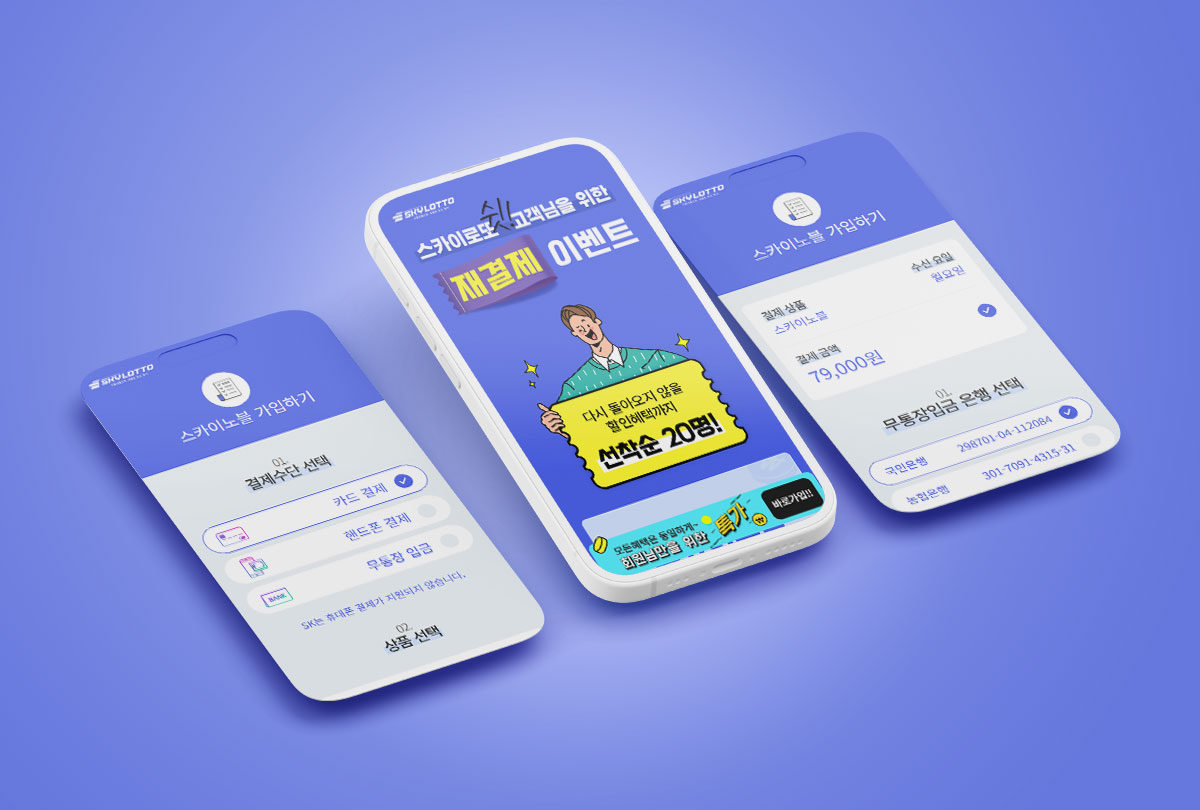 SKYLOTTO
스카이노블 가입하기
01.
결제수단 선택
카드 결제
핸드폰 결제
BANK
무통장 입금
SK는 휴대폰 결제가 지원되지 않습니다.
02.
상품 선택
SKYLOTTO
쉿!
스카이로또 고객님을 위한
재결제 이벤트
다시 돌아오지 않을
할인혜택까지
선착순 20명!
모든혜택은 동일하게~
회원님만을 위한
특가
바로가입!!
SKYLOTTO
스카이노블 가입하기
결제 상품
스카이노블
수신 요일
월요일
결제 금액
79,000원
01.
무통장입금 은행 선택
국민은행 298701-04-112084
농협은행 301-7091-4315-31